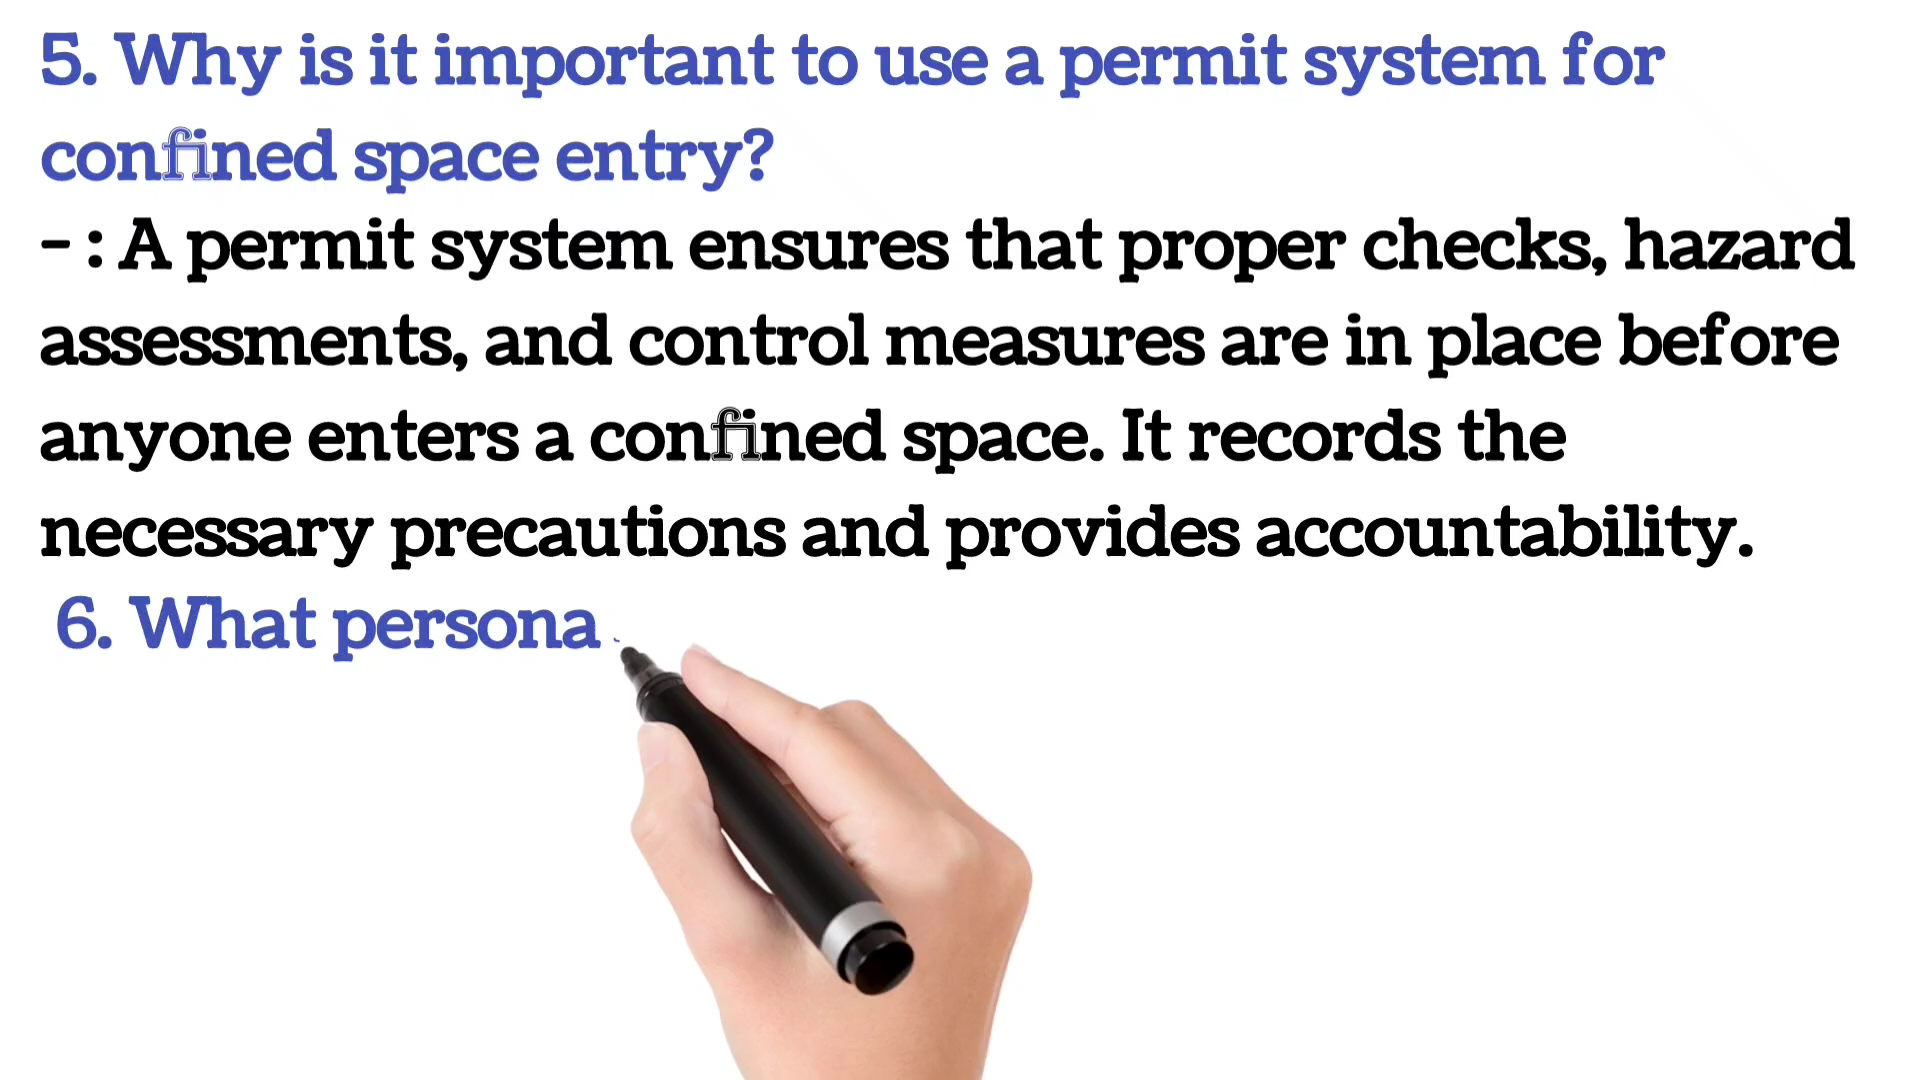 5. Why is it important to use a permit system for
confined space entry?
- : A permit system ensures that proper checks, hazard
assessments, and control measures are in place before
anyone enters a confined space. It records the
necessary precautions and provides accountability.
6. What persona